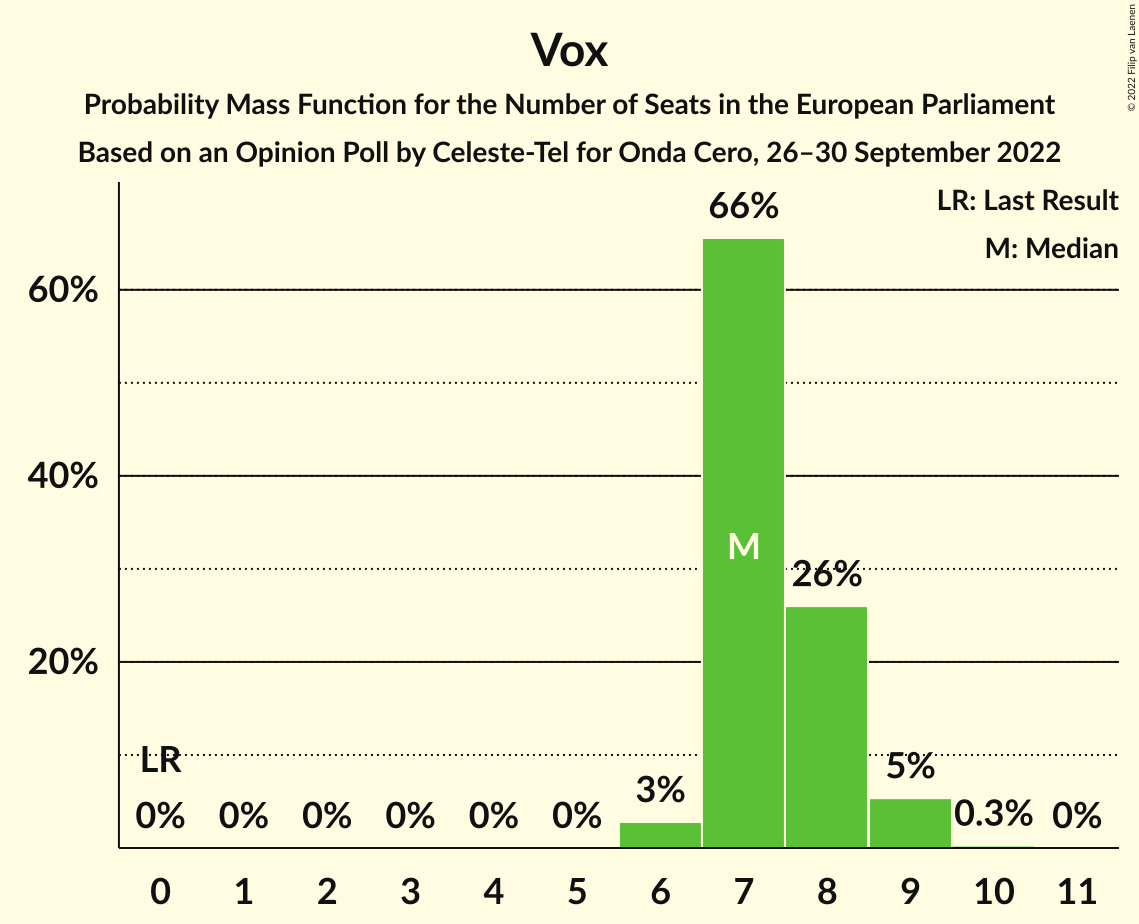 Vox
Probability Mass Function for the Number of Seats in the European Parliament
Based on an Opinion Poll by Celeste-Tel for Onda Cero, 26–30 September 2022
© 2022 Filip van Laenen
LR: Last Result
M: Median
60%
40%
20%
LR
0%
0%
0%
0%
0%
0%
3%
66%
M
26%
5%
0.3%
0%
0 1 2 3 4 5 6 7 8 9 10 11